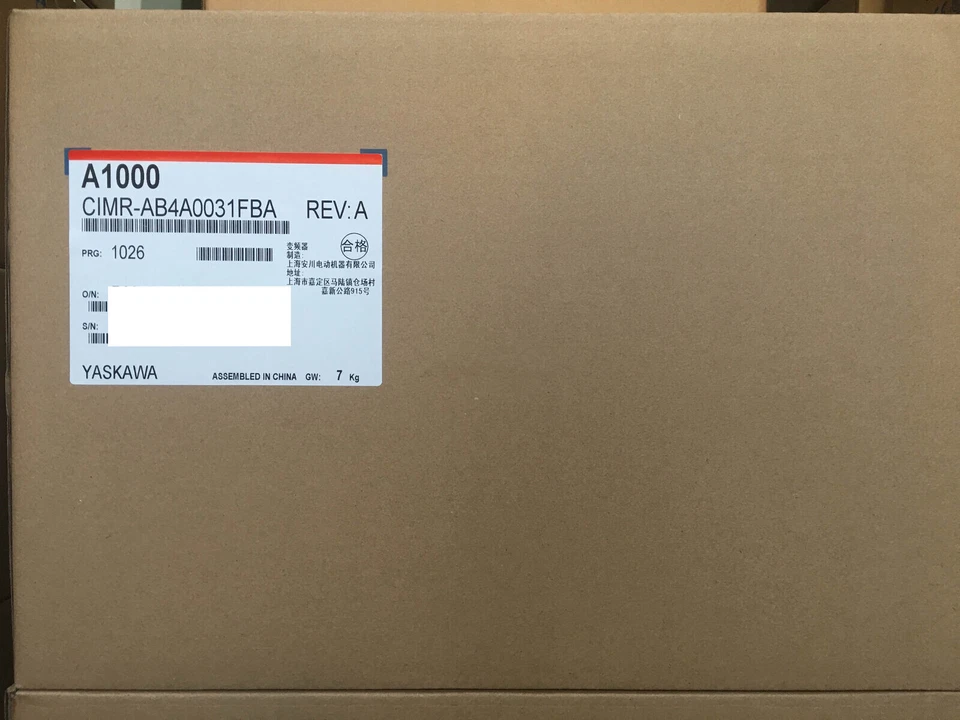 A1000
CIMR-AB4A0031FBA REV: A
PRG: 1026
变频器
合格
制造:
上海安川电动机器有限公司
地址:
上海市嘉定区马陆镇仓场村
嘉新公路915号
O/N:
S/N:
YASKAWA ASSEMBLED IN CHINA GW: 7 Kg